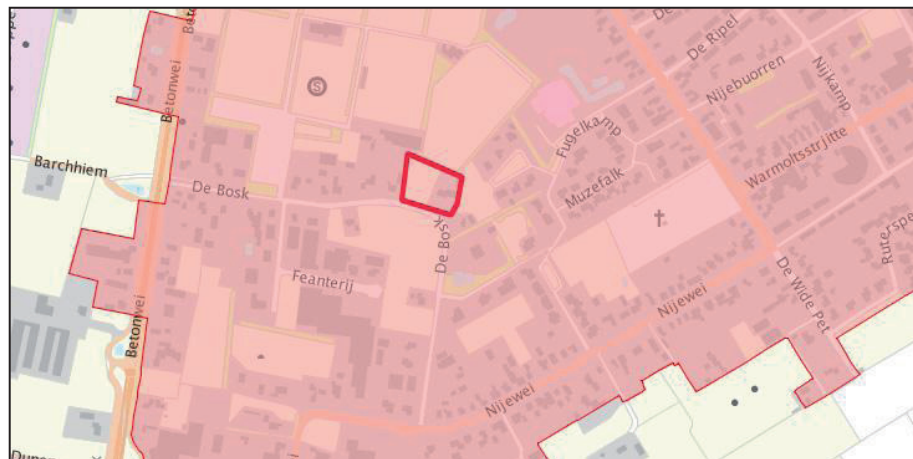 Betonwei
De Ripel
Nijkamp
Nijebuorren
Betonwei
Fugelkamp
Warmoltsstrjitte
Barchhiem
De Bosk
Muzefalk
De Bosk
Feanterij
De Wide Pet
Nijewei
Betonwei
Nijewei
S